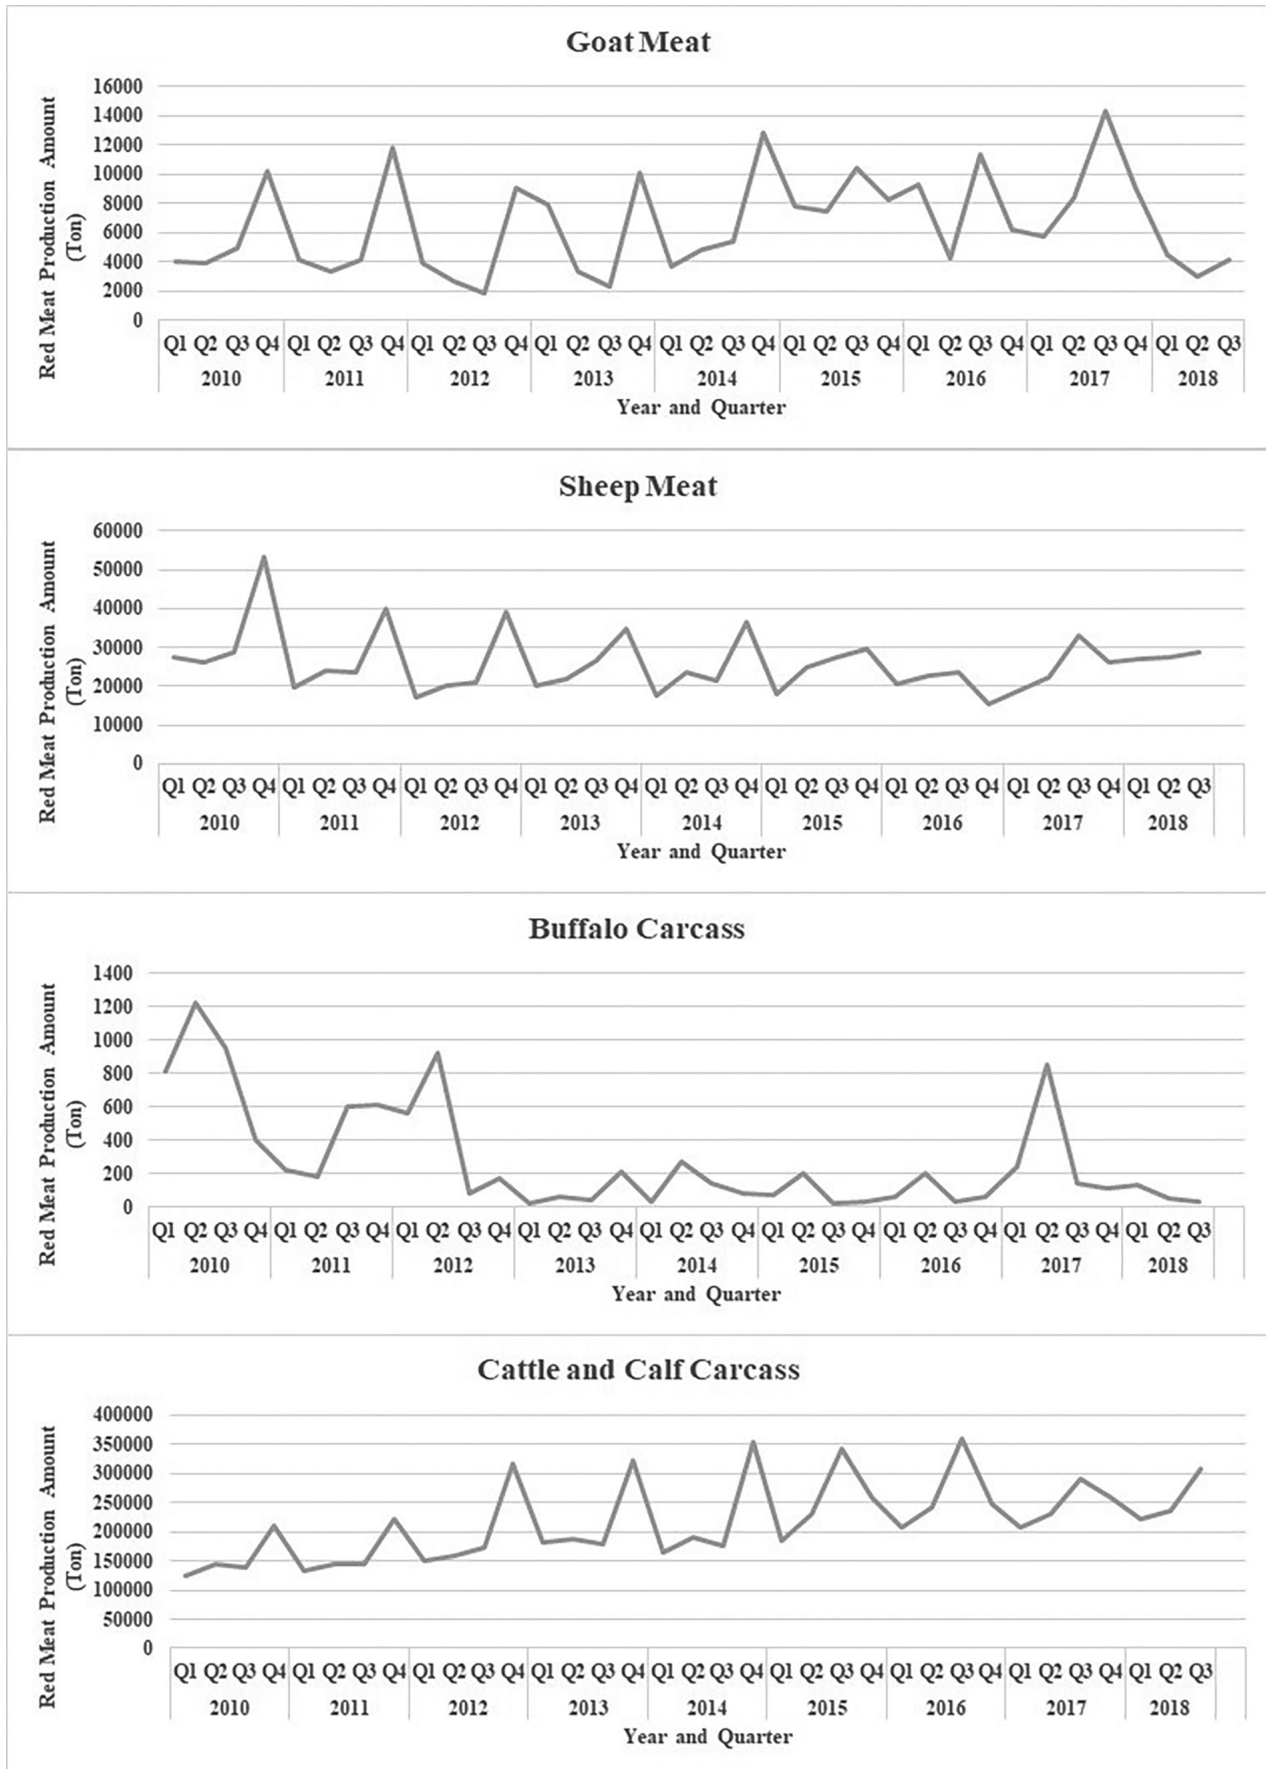 Goat Meat
Red Meat Production Amount
(Ton)
16000
14000
12000
10000
8000
6000
4000
2000
0
Q1 Q2 Q3 Q4 Q1 Q2 Q3 Q4 Q1 Q2 Q3 Q4 Q1 Q2 Q3 Q4 Q1 Q2 Q3 Q4 Q1 Q2 Q3 Q4 Q1 Q2 Q3 Q4 Q1 Q2 Q3 Q4 Q1 Q2 Q3
2010 2011 2012 2013 2014 2015 2016 2017 2018
Year and Quarter
Sheep Meat
Red Meat Production Amount
(Ton)
60000
50000
40000
30000
20000
10000
0
Q1 Q2 Q3 Q4 Q1 Q2 Q3 Q4 Q1 Q2 Q3 Q4 Q1 Q2 Q3 Q4 Q1 Q2 Q3 Q4 Q1 Q2 Q3 Q4 Q1 Q2 Q3 Q4 Q1 Q2 Q3 Q4 Q1 Q2 Q3
2010 2011 2012 2013 2014 2015 2016 2017 2018
Year and Quarter
Buffalo Carcass
Red Meat Production Amount
(Ton)
1400
1200
1000
800
600
400
200
0
Q1 Q2 Q3 Q4 Q1 Q2 Q3 Q4 Q1 Q2 Q3 Q4 Q1 Q2 Q3 Q4 Q1 Q2 Q3 Q4 Q1 Q2 Q3 Q4 Q1 Q2 Q3 Q4 Q1 Q2 Q3 Q4 Q1 Q2 Q3
2010 2011 2012 2013 2014 2015 2016 2017 2018
Year and Quarter
Cattle and Calf Carcass
Red Meat Production Amount
(Ton)
400000
350000
300000
250000
200000
150000
100000
50000
0
Q1 Q2 Q3 Q4 Q1 Q2 Q3 Q4 Q1 Q2 Q3 Q4 Q1 Q2 Q3 Q4 Q1 Q2 Q3 Q4 Q1 Q2 Q3 Q4 Q1 Q2 Q3 Q4 Q1 Q2 Q3 Q4 Q1 Q2 Q3
2010 2011 2012 2013 2014 2015 2016 2017 2018
Year and Quarter